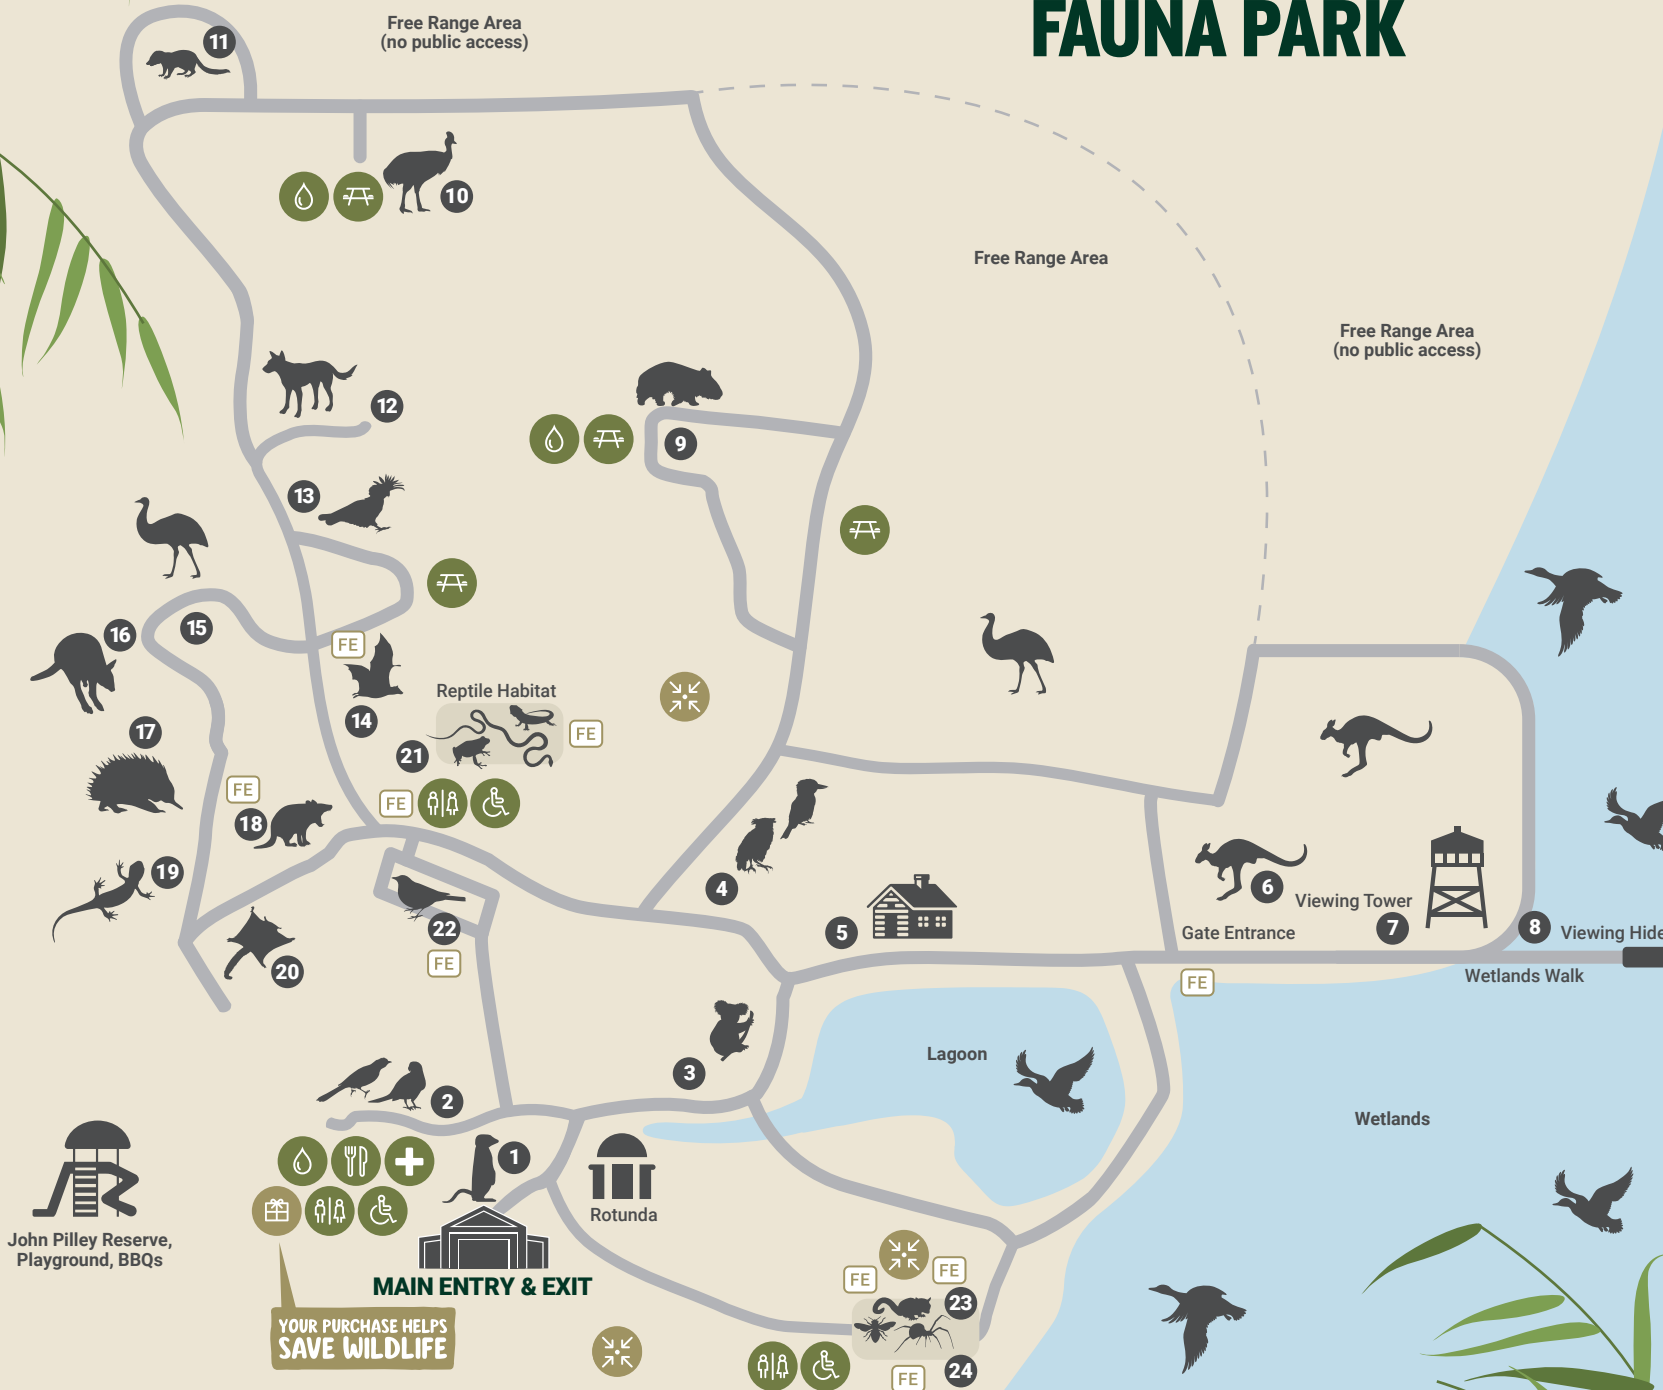 FAUNA PARK
Free Range Area
(no public access)
11
10
Free Range Area
Free Range Area
(no public access)
12
9
13
16
15
FE
14
Reptile Habitat
21
FE
17
FE
18
FE
19
4
22
FE
20
5
6
Viewing Tower
7
Gate Entrance
8
Viewing Hide
Wetlands Walk
FE
3
Lagoon
2
Wetlands
1
Rotunda
John Pilley Reserve,
Playground, BBQs
MAIN ENTRY & EXIT
YOUR PURCHASE HELPS
SAVE WILDLIFE
FE
FE
23
24
FE